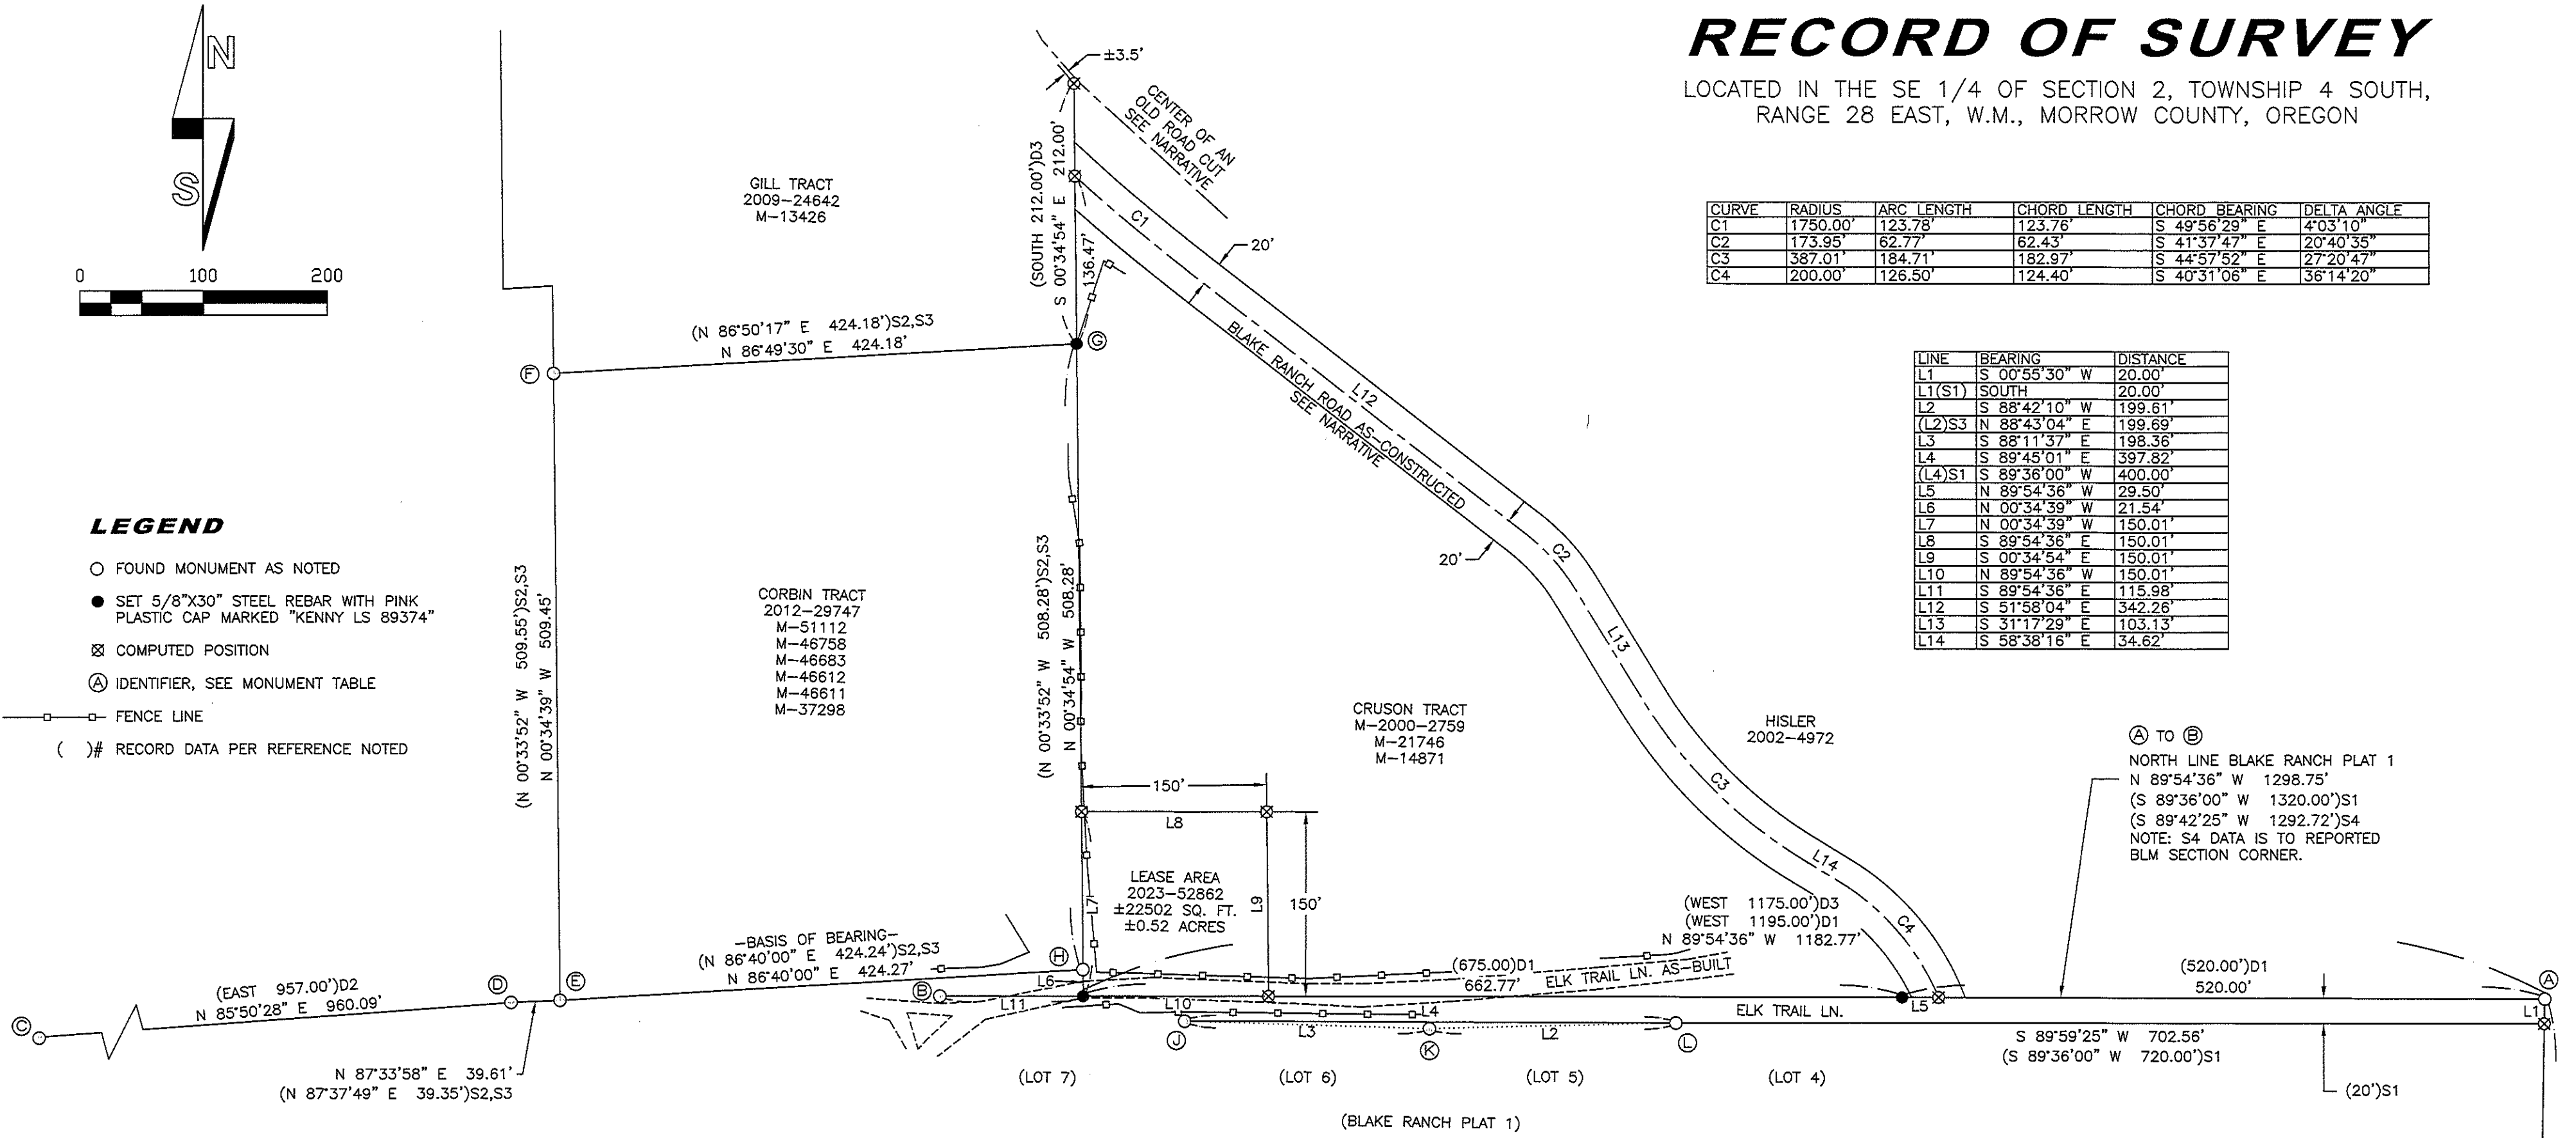 RECORD OF SURVEY
LOCATED IN THE SE 1/4 OF SECTION 2, TOWNSHIP 4 SOUTH,
RANGE 28 EAST, W.M., MORROW COUNTY, OREGON
N
S
0 100 200
CURVE RADIUS ARC LENGTH CHORD LENGTH CHORD BEARING DELTA ANGLE
C1 1750.00' 123.78' 123.76' S 49°56'29" E 4°03'10"
C2 173.95' 62.77' 62.43' S 41°37'47" E 20°40'35"
C3 387.01' 184.71' 182.97' S 44°57'52" E 27°20'47"
C4 200.00' 126.50' 124.40' S 40°31'06" E 36°14'20"
LINE BEARING DISTANCE
L1 S 00°55'30" W 20.00'
L1(S1) SOUTH 20.00'
L2 S 88°42'10" W 199.61'
(L2)S3 N 88°43'04" E 199.69'
L3 S 88°11'37" E 198.36'
L4 S 89°45'01" E 397.82'
(L4)S1 S 89°36'00" W 400.00'
L5 N 89°54'36" W 29.50'
L6 N 00°34'39" W 21.54'
L7 N 00°34'39" W 150.01'
L8 S 89°54'36" E 150.01'
L9 S 00°34'54" E 150.01'
L10 N 89°54'36" W 150.01'
L11 S 89°54'36" E 115.98'
L12 S 51°58'04" E 342.26'
L13 S 31°17'29" E 103.13'
L14 S 58°38'16" E 34.62'
LEGEND
FOUND MONUMENT AS NOTED
SET 5/8"X30" STEEL REBAR WITH PINK
PLASTIC CAP MARKED "KENNY LS 89374"
COMPUTED POSITION
A IDENTIFIER, SEE MONUMENT TABLE
FENCE LINE
( )# RECORD DATA PER REFERENCE NOTED
GILL TRACT
2009-24642
M-13426
±3.5'
CENTER OF AN
OLD ROAD CUT
SEE NARRATIVE
(SOUTH 212.00')D3
S 00°34'54" E 212.00'
136.47'
C1
20'
(N 86°50'17" E 424.18')S2,S3
N 86°49'30" E 424.18'
F
G
BLAKE RANCH ROAD AS-CONSTRUCTED
SEE NARRATIVE
L12
20'
C2
L13
C3
L14
C4
(N 00°33'52" W 509.55')S2,S3
N 00°34'39" W 509.45'
CORBIN TRACT
2012-29747
M-51112
M-46758
M-46683
M-46612
M-46611
M-37298
(N 00°33'52" W 508.28')S2,S3
N 00°34'54" W 508.28'
CRUSON TRACT
M-2000-2759
M-21746
M-14871
HISLER
2002-4972
A TO B
NORTH LINE BLAKE RANCH PLAT 1
N 89°54'36" W 1298.75'
(S 89°36'00" W 1320.00')S1
(S 89°42'25" W 1292.72')S4
NOTE: S4 DATA IS TO REPORTED
BLM SECTION CORNER.
150'
L8
LEASE AREA
2023-52862
±22502 SQ. FT.
±0.52 ACRES
L7
L9
150'
(WEST 1175.00')D3
(WEST 1195.00')D1
N 89°54'36" W 1182.77'
-BASIS OF BEARING-
(N 86°40'00" E 424.24')S2,S3
N 86°40'00" E 424.27'
H
L6
B
L11
L10
(675.00)D1
662.77'
ELK TRAIL LN. AS-BUILT
(520.00')D1
520.00'
A
L1
(EAST 957.00')D2
N 85°50'28" E 960.09'
C
D
E
L4
L3
L2
J
K
L
L5
ELK TRAIL LN.
S 89°59'25" W 702.56'
(S 89°36'00" W 720.00')S1
N 87°33'58" E 39.61'
(N 87°37'49" E 39.35')S2,S3
(LOT 7)
(LOT 6)
(LOT 5)
(LOT 4)
(20')S1
(BLAKE RANCH PLAT 1)